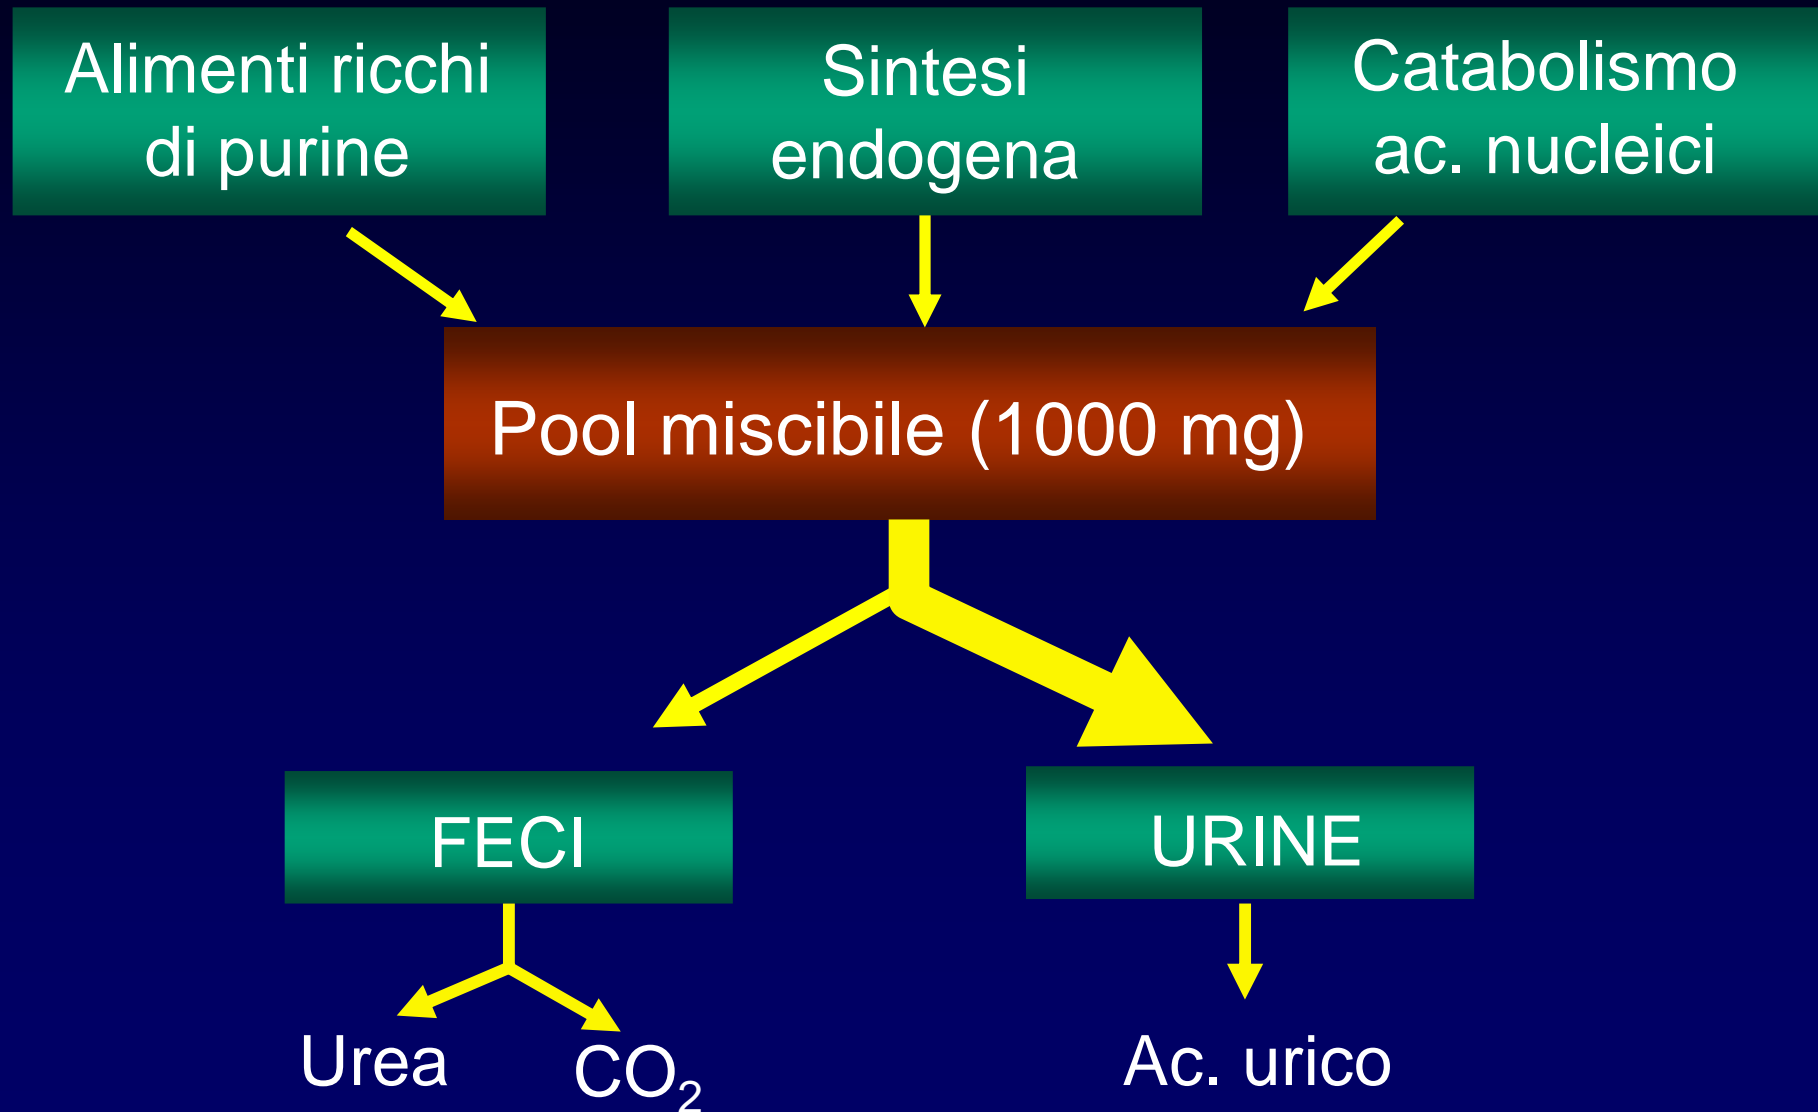 Alimenti ricchi
di purine
Sintesi
endogena
Catabolismo
ac. nucleici
Pool miscibile (1000 mg)
FECI
URINE
Urea
CO₂
Ac. urico